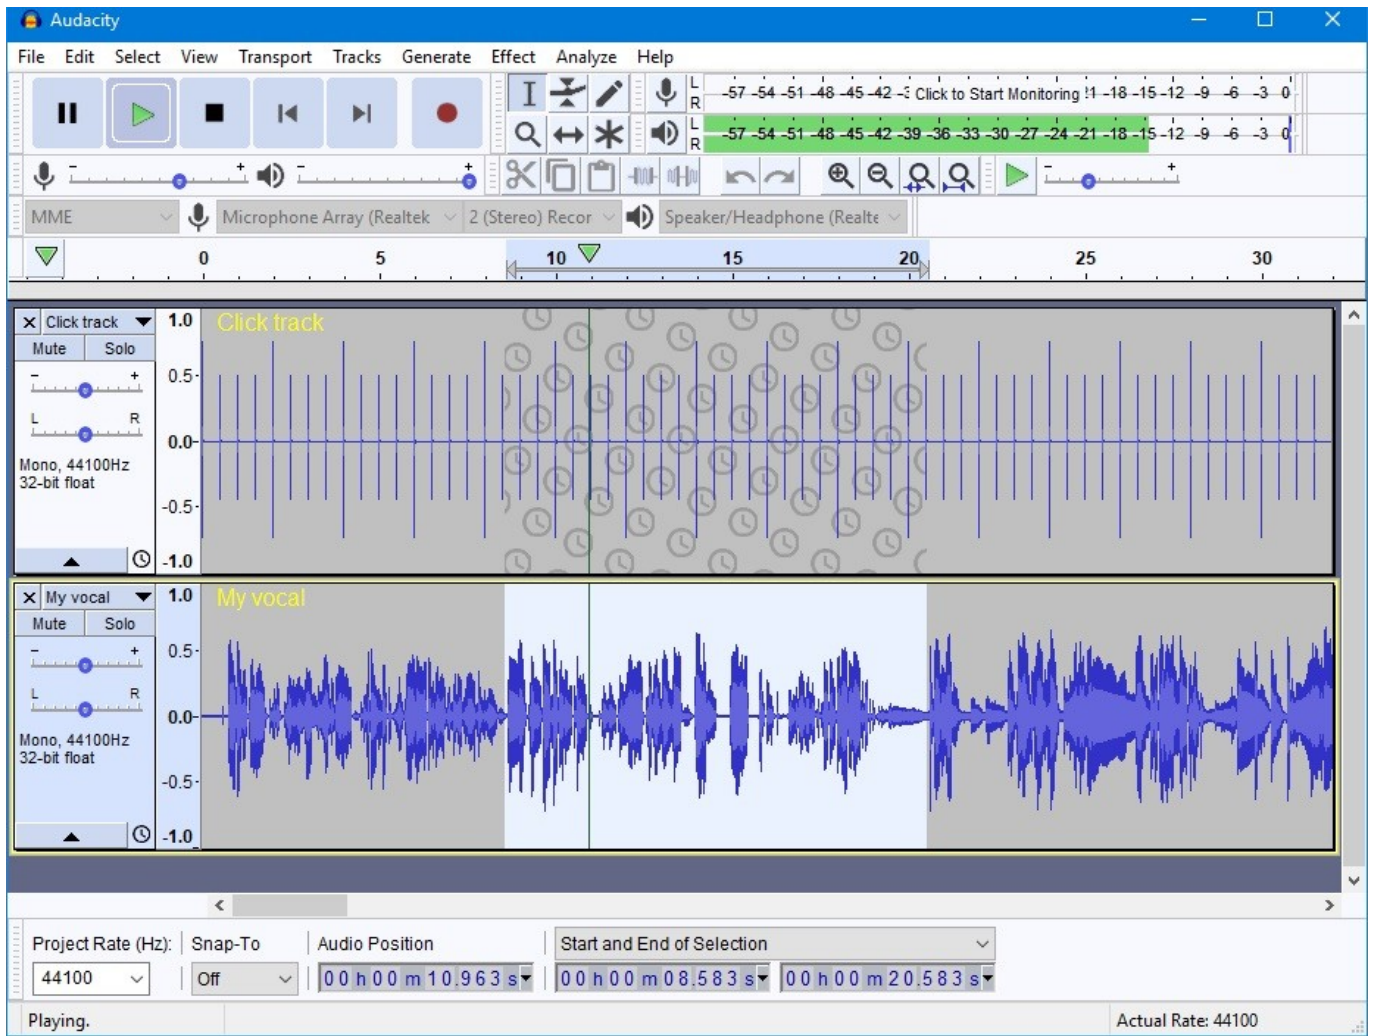 Audacity
File Edit Select View Transport Tracks Generate Effect Analyze Help
L R -57 -54 -51 -48 -45 -42 Click to Start Monitoring -18 -15 -12 -9 -6 -3 0
L R -57 -54 -51 -48 -45 -42 -39 -36 -33 -30 -27 -24 -21 -18 -15 -12 -9 -6 -3 0
- + - + - +
MME Microphone Array (Realtek 2 (Stereo) Recor Speaker/Headphone (Realte
0 5 10 15 20 25 30
Click track 1.0 Click track
Mute Solo
- + 0.5
L R
0.0
Mono, 44100Hz
32-bit float
-0.5
-1.0
My vocal 1.0 My vocal
Mute Solo
- + 0.5
L R
0.0
Mono, 44100Hz
32-bit float
-0.5
-1.0
Project Rate (Hz): Snap-To Audio Position Start and End of Selection
44100 Off 00 h 00 m 10.963 s 00 h 00 m 08.583 s 00 h 00 m 20.583 s
Playing. Actual Rate: 44100